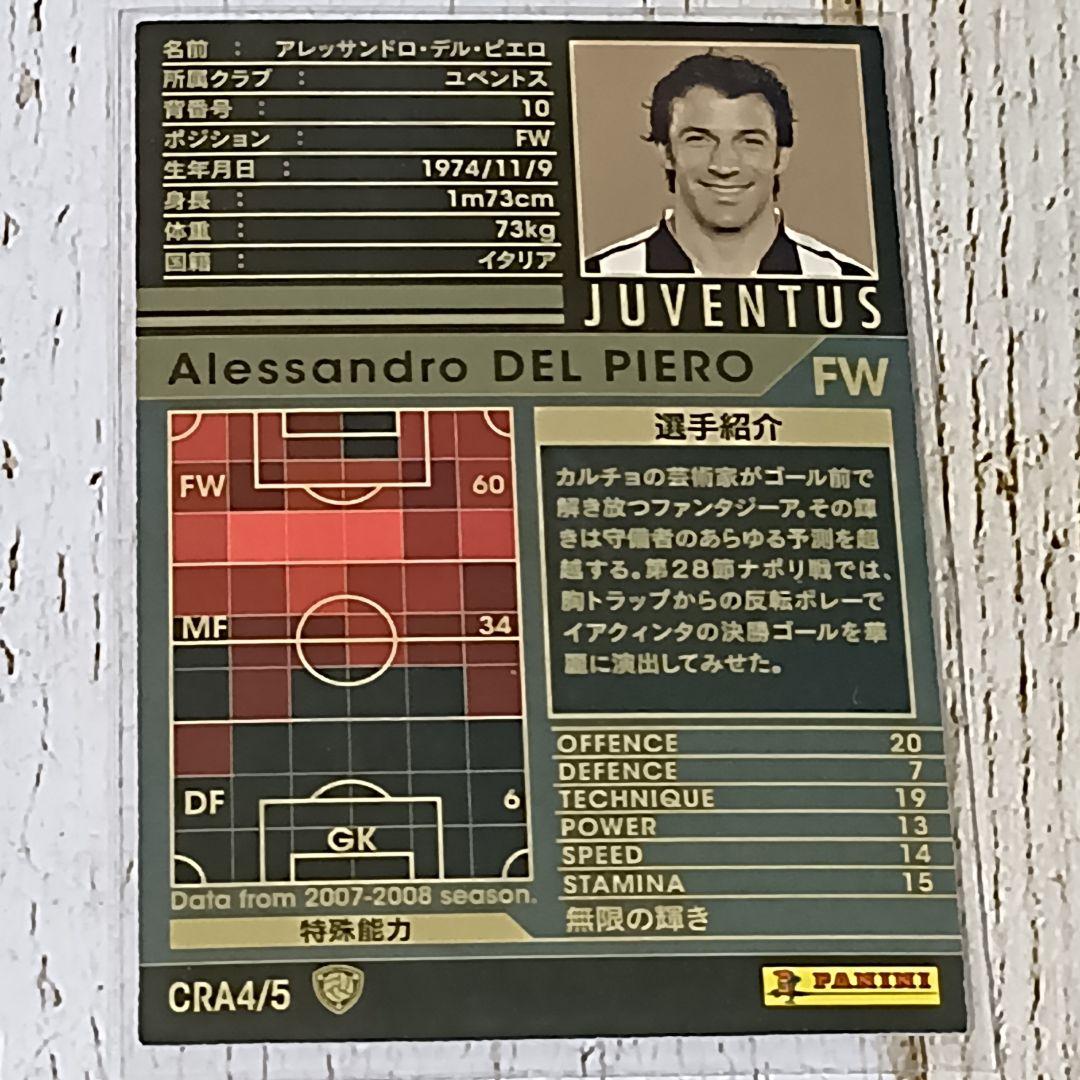 名前 : アレッサンドロ・デル・ピエロ
所属クラブ : ユベントス
背番号 : 10
ポジション : FW
生年月日 : 1974/11/9
身長 : 1m73cm
体重 : 73kg
国籍 : イタリア
JUVENTUS
Alessandro DEL PIERO
FW
FW 60
MF 34
DF 6
GK
Data from 2007-2008 season.
選手紹介
カルチョの芸術家がゴール前で
解き放つファンタジーア。その輝
きは守備者のあらゆる予測を超
越する。第28節ナポリ戦では、
胸トラップからの反転ボレーで
イアクィンタの決勝ゴールを華
麗に演出してみせた。
OFFENCE 20
DEFENCE 7
TECHNIQUE 19
POWER 13
SPEED 14
STAMINA 15
特殊能力
無限の輝き
CRA4/5
PANINI